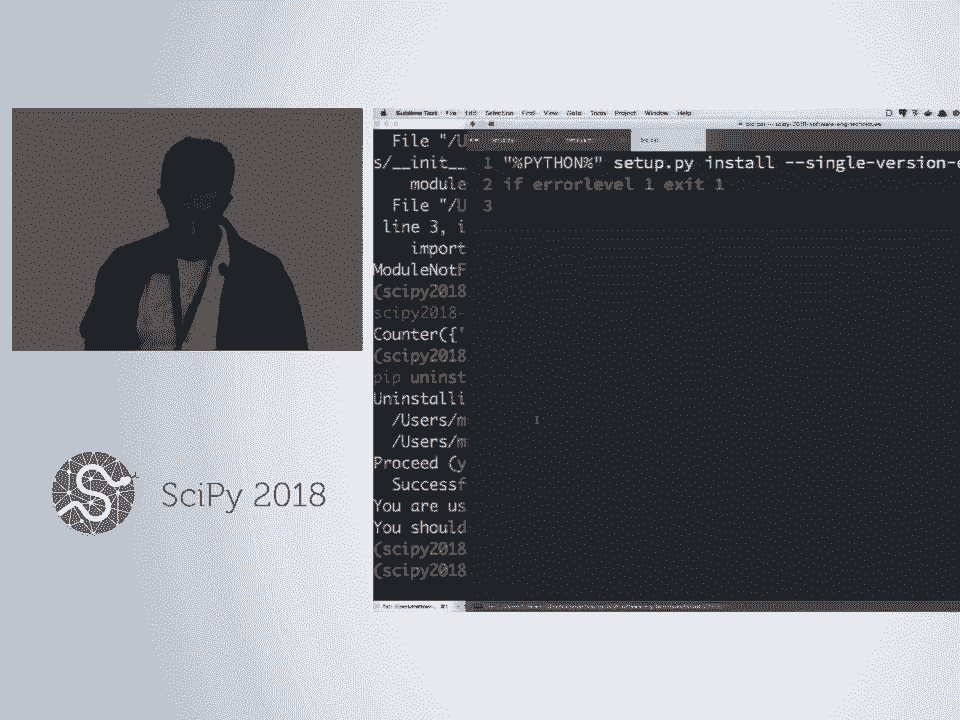 Sublime Text File Edit Selection Find View Goto Tools Project Window Help
File "/U
s/__init__
module
File "/U
line 3, i
import
ModuleNotF
(scipy2018
scipy2018-
Counter({'
(scipy2018
pip uninst
Uninstalli
/Users/m
/Users/m
Proceed (y
Successf
You are us
You should
(scipy2018
(scipy2018
1 "%PYTHON%" setup.py install --single-version-e
2 if errorlevel 1 exit 1
3
SciPy 2018